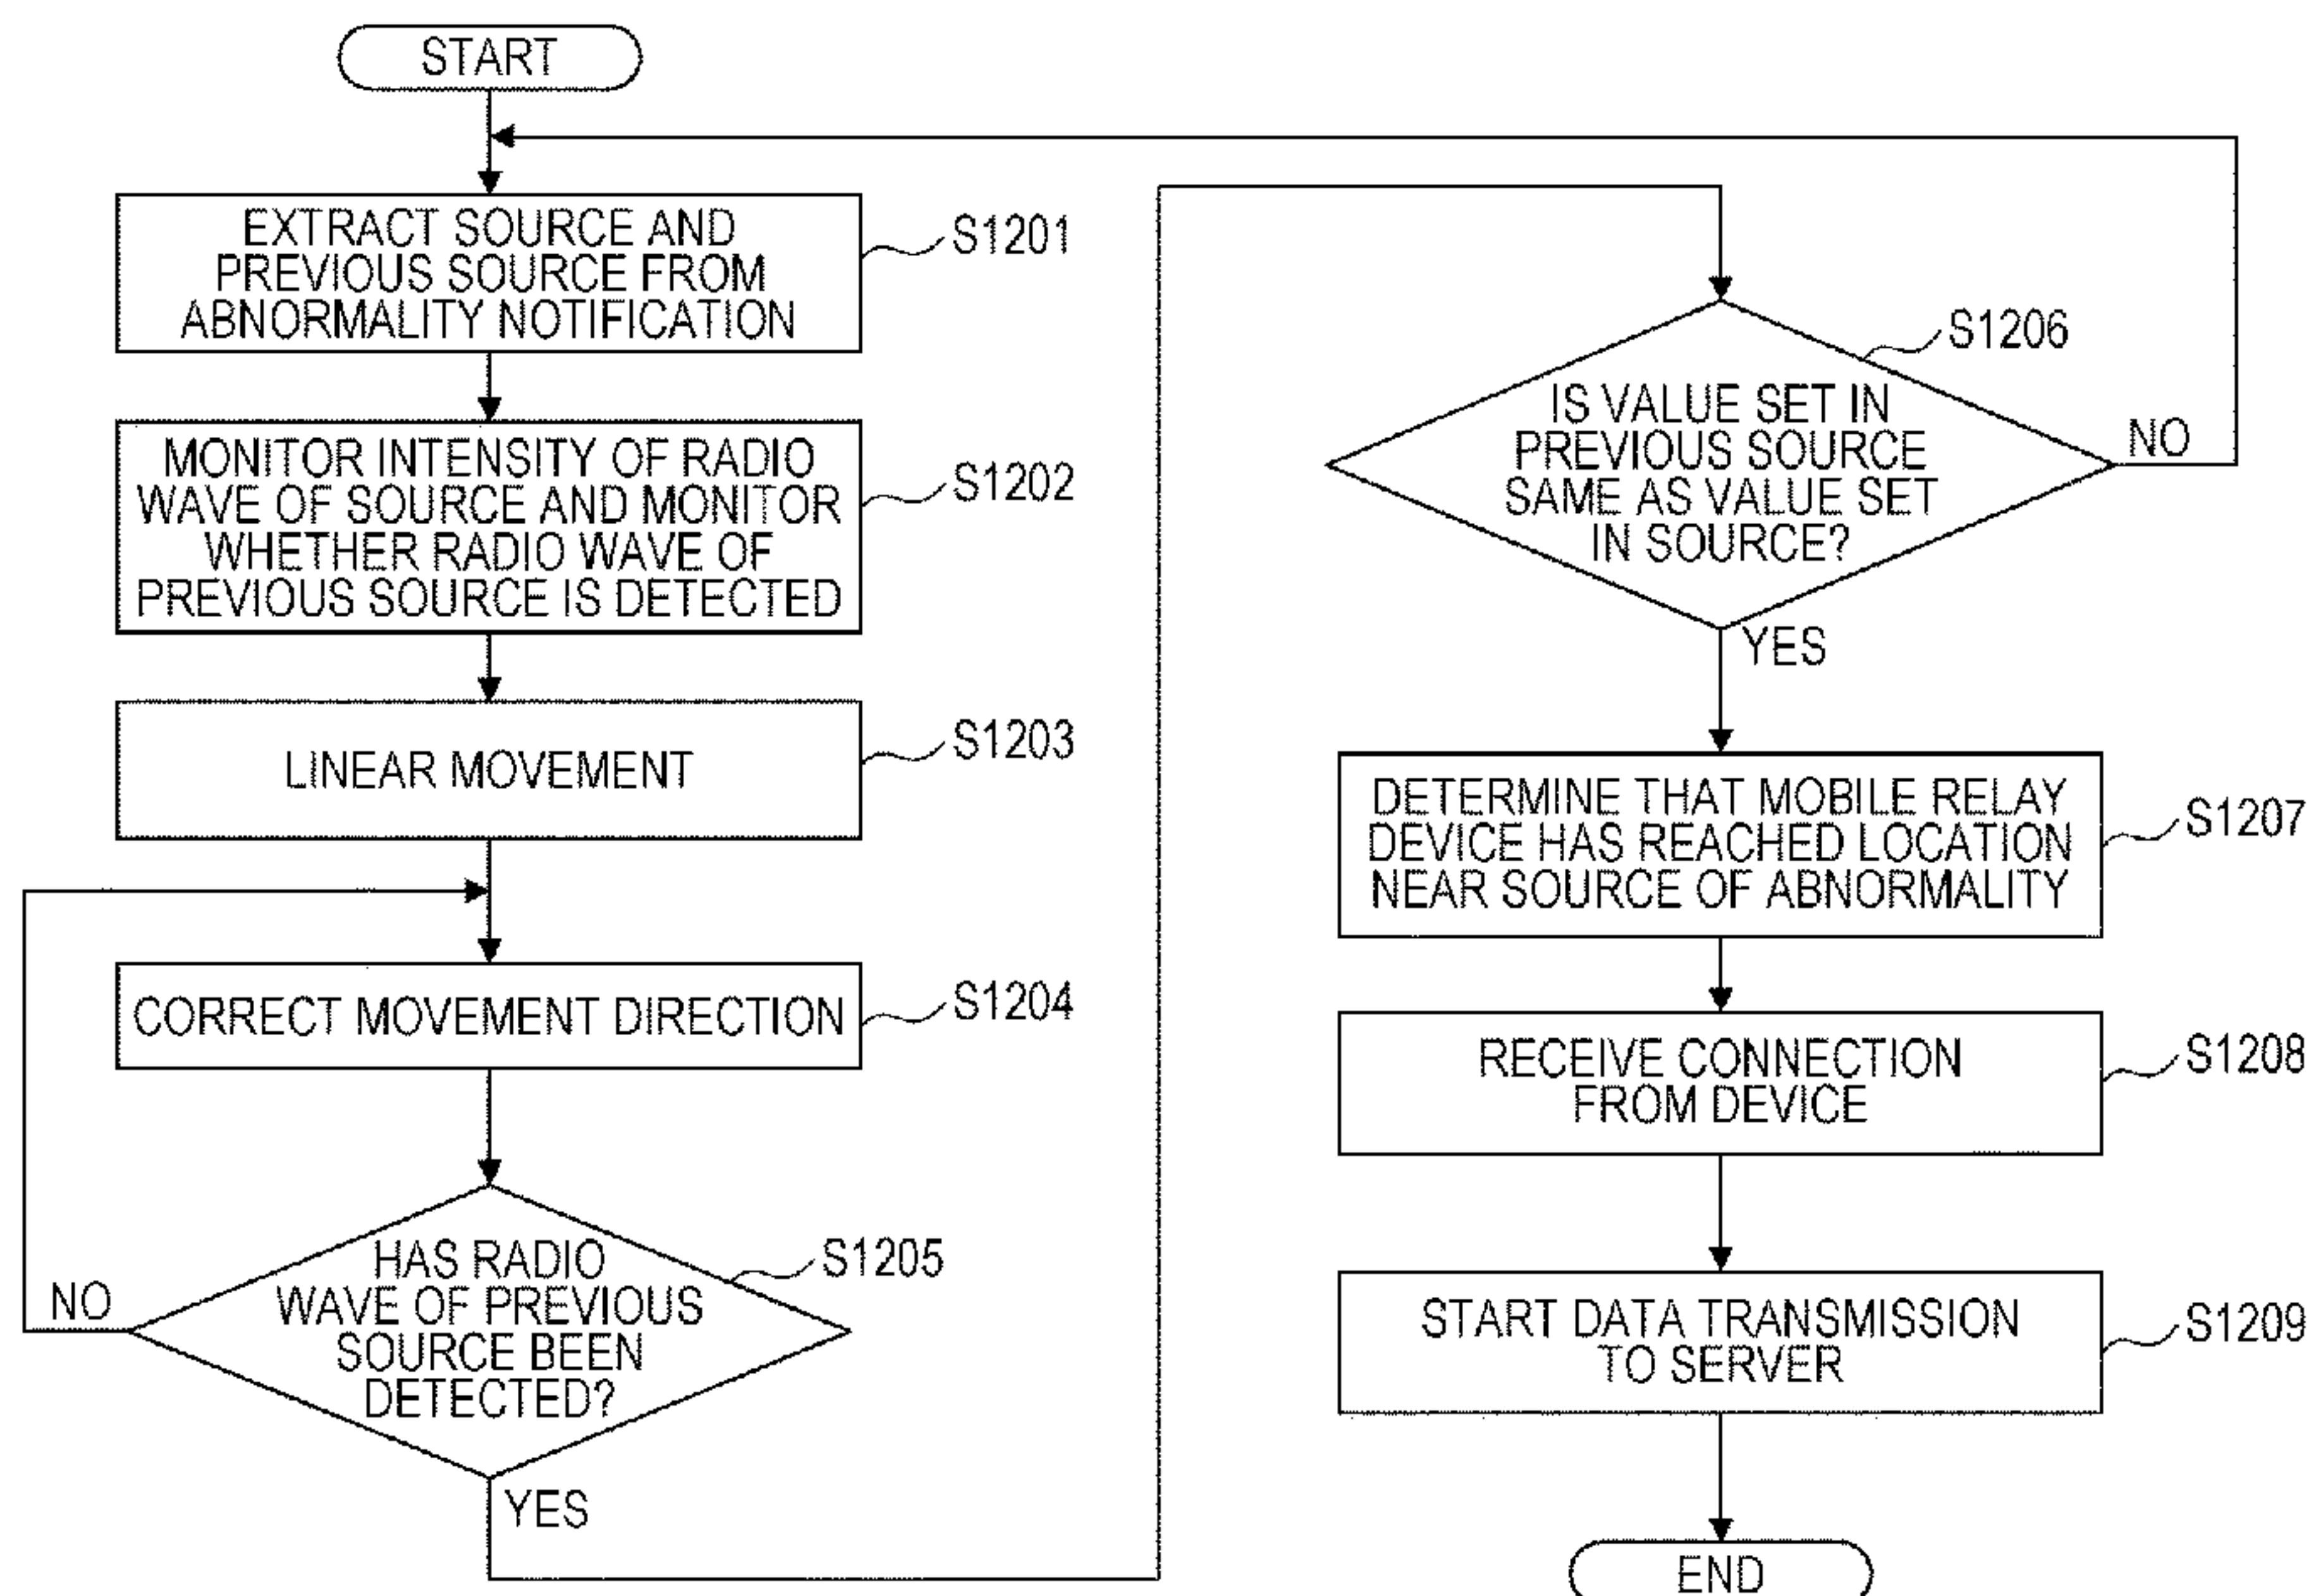 START
EXTRACT SOURCE AND
PREVIOUS SOURCE FROM
ABNORMALITY NOTIFICATION
S1201
MONITOR INTENSITY OF RADIO
WAVE OF SOURCE AND MONITOR
WHETHER RADIO WAVE OF
PREVIOUS SOURCE IS DETECTED
S1202
LINEAR MOVEMENT
S1203
CORRECT MOVEMENT DIRECTION
S1204
HAS RADIO
WAVE OF PREVIOUS
SOURCE BEEN
DETECTED?
S1205
NO
YES
IS VALUE SET IN
PREVIOUS SOURCE
SAME AS VALUE SET
IN SOURCE?
S1206
NO
YES
DETERMINE THAT MOBILE RELAY
DEVICE HAS REACHED LOCATION
NEAR SOURCE OF ABNORMALITY
S1207
RECEIVE CONNECTION
FROM DEVICE
S1208
START DATA TRANSMISSION
TO SERVER
S1209
END